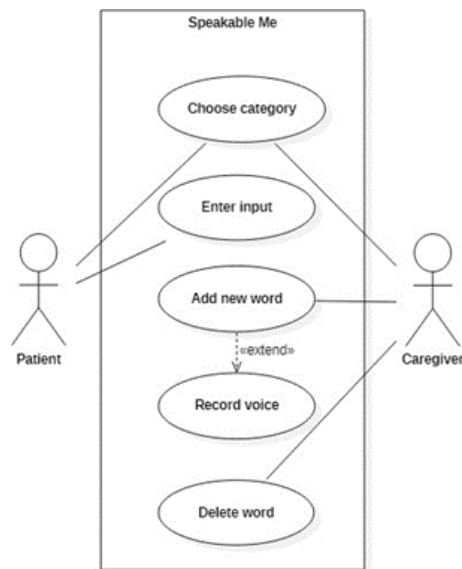 Speakable Me
Choose category
Enter input
Add new word
«extend»
Patient
Caregiver
Record voice
Delete word